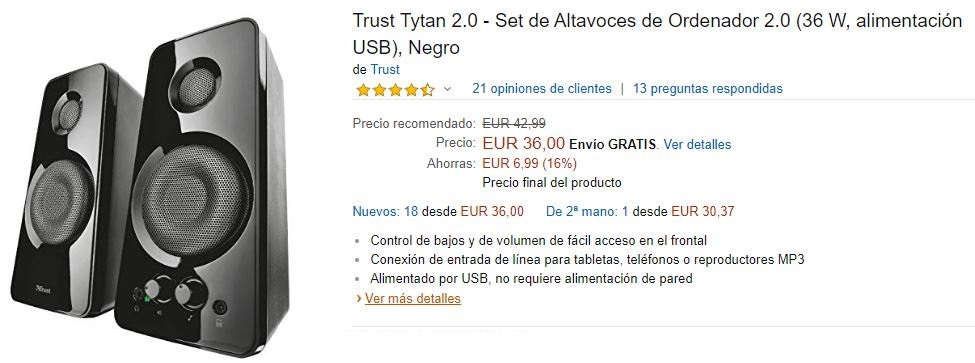 Trust Tytan 2.0 - Set de Altavoces de Ordenador 2.0 (36 W, alimentación
USB), Negro
de Trust
21 opiniones de clientes | 13 preguntas respondidas
Precio recomendado: EUR 42,99
Precio: EUR 36,00 Envío GRATIS. Ver detalles
Ahorras: EUR 6,99 (16%)
Precio final del producto
Nuevos: 18 desde EUR 36,00 De 2ª mano: 1 desde EUR 30,37
• Control de bajos y de volumen de fácil acceso en el frontal
• Conexión de entrada de línea para tabletas, teléfonos o reproductores MP3
• Alimentado por USB, no requiere alimentación de pared
› Ver más detalles
Trust